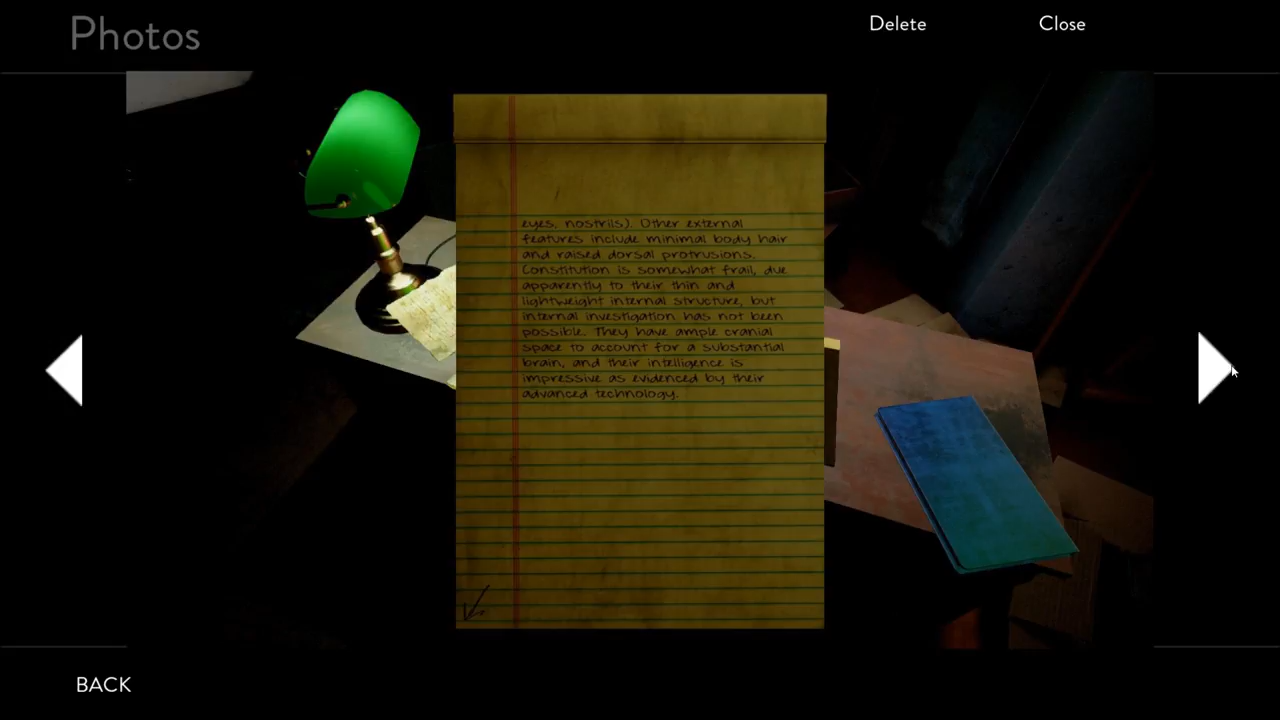 Photos
Delete
Close
eyes, nostrils). Other external
features include minimal body hair
and raised dorsal protrusions.
Constitution is somewhat frail, due
apparently to their thin and
lightweight internal structure, but
internal investigation has not been
possible. They have ample cranial
space to account for a substantial
brain, and their intelligence is
impressive as evidenced by their
advanced technology.
BACK